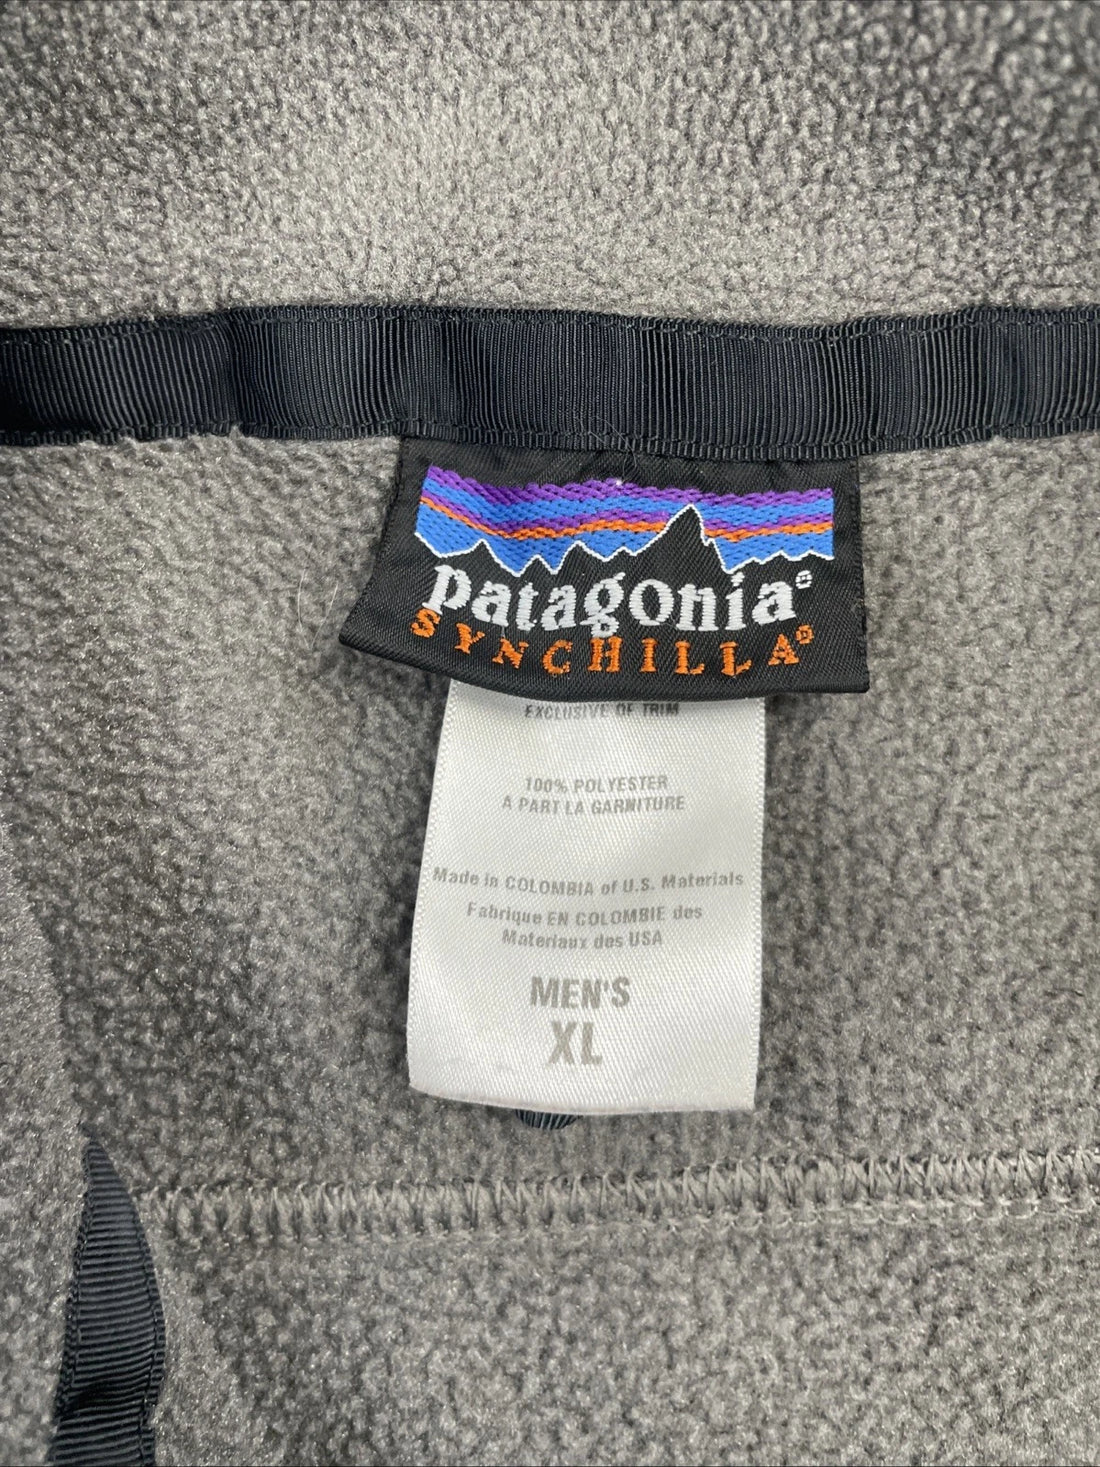 patagonia®
SYNCHILLA®
EXCLUSIVE OF TRIM
100% POLYESTER
A PART LA GARNITURE
Made in COLOMBIA of U.S. Materials
Fabrique EN COLOMBIE des
Materiaux des USA
MEN'S
XL